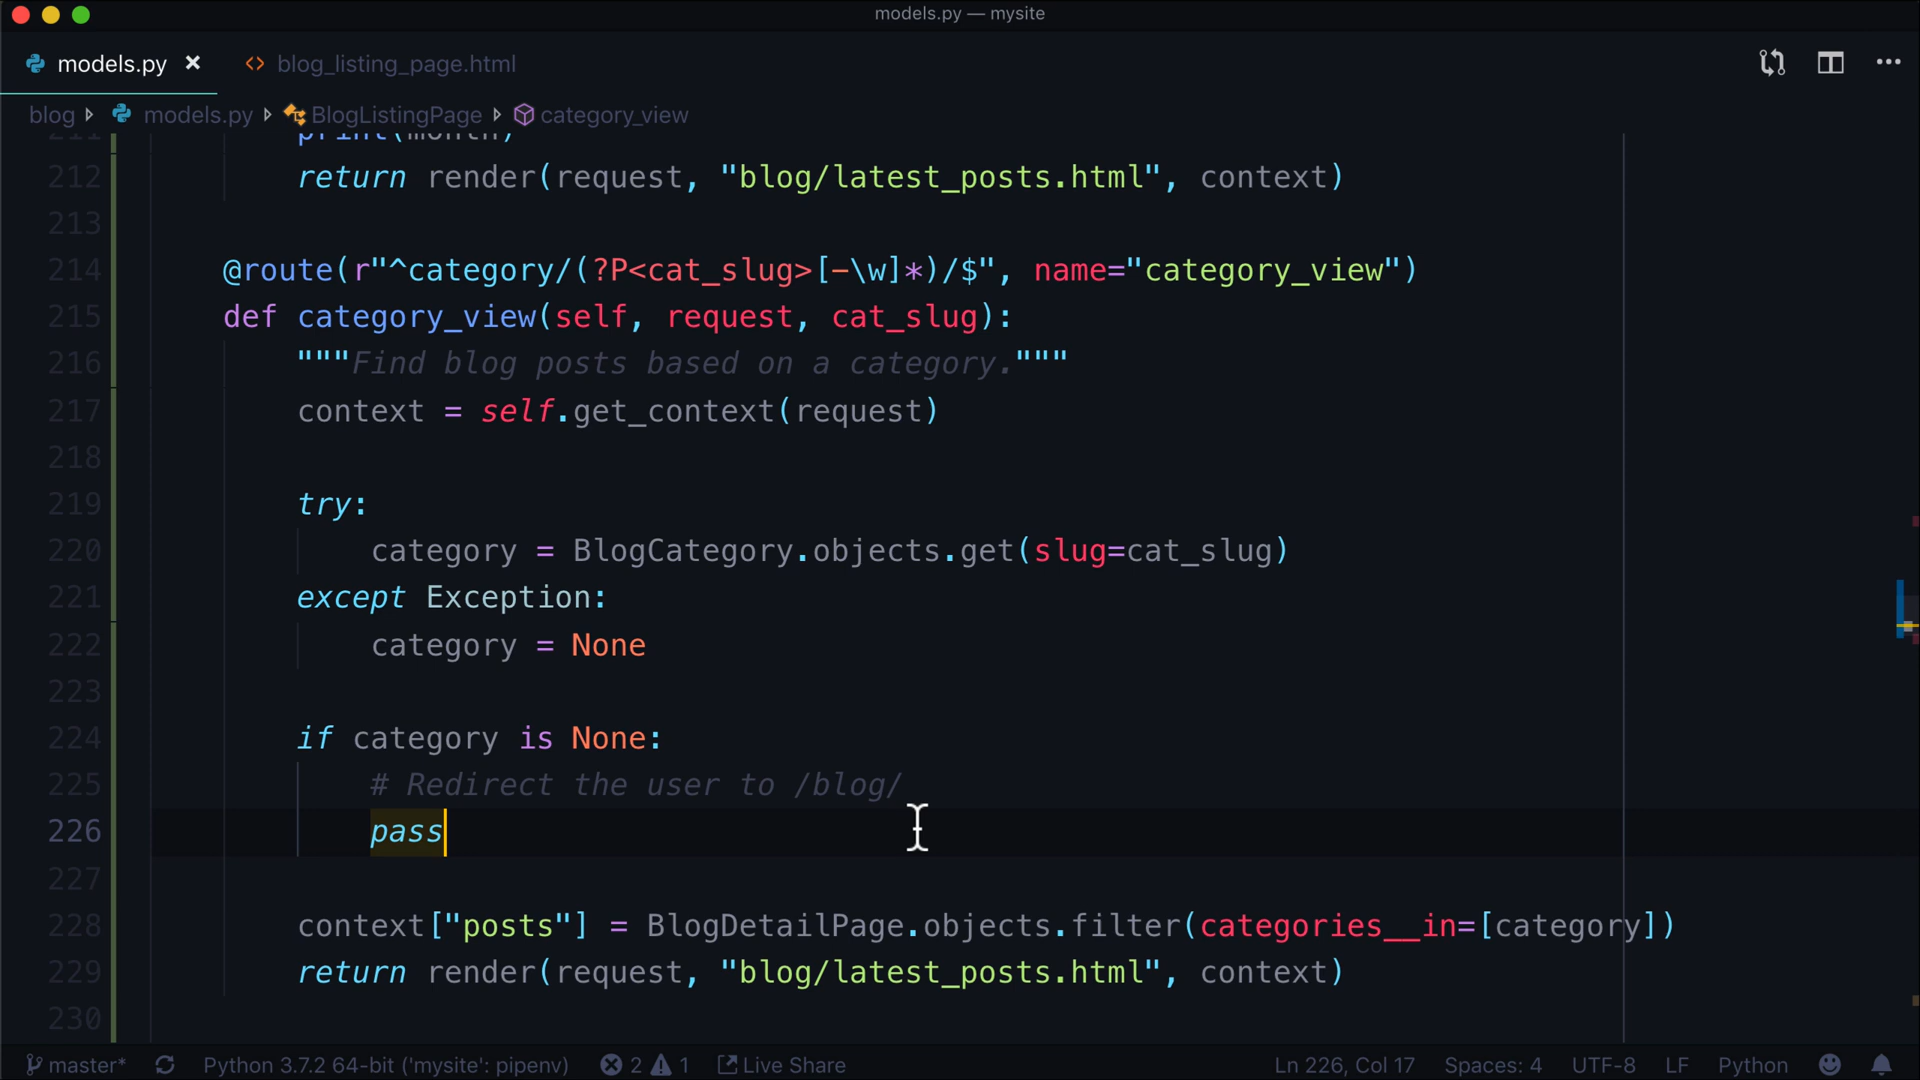 models.py — mysite
models.py
blog_listing_page.html
blog models.py BlogListingPage category_view
211 print(month)
212 return render(request, "blog/latest_posts.html", context)
213
214 @route(r"^category/(?P<cat_slug>[-\w]*)/$", name="category_view")
215 def category_view(self, request, cat_slug):
216 """Find blog posts based on a category."""
217 context = self.get_context(request)
218
219 try:
220 category = BlogCategory.objects.get(slug=cat_slug)
221 except Exception:
222 category = None
223
224 if category is None:
225 # Redirect the user to /blog/
226 pass
227
228 context["posts"] = BlogDetailPage.objects.filter(categories__in=[category])
229 return render(request, "blog/latest_posts.html", context)
230
master* Python 3.7.2 64-bit ('mysite': pipenv) 2 1 Live Share Ln 226, Col 17 Spaces: 4 UTF-8 LF Python